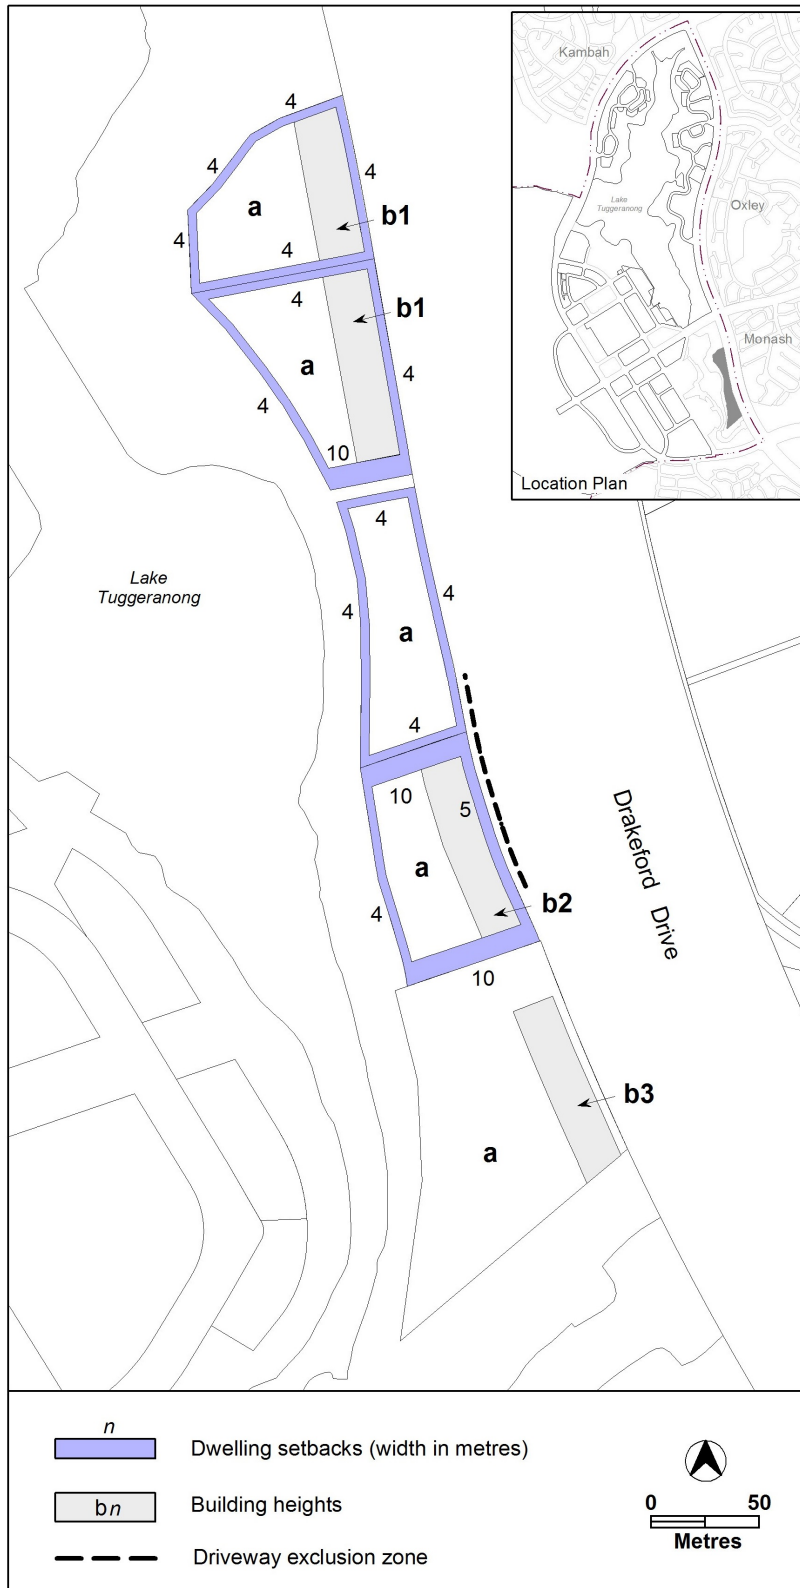 Kambah
Lake
Tuggeranong
Oxley
Monash
Location Plan
4
4
4
4
a
b1
4
4
b1
a
4
4
10
4
Lake
Tuggeranong
4
4
a
4
10
5
a
b2
4
10
Drakeford Drive
b3
a
n
Dwelling setbacks (width in metres)
bn
Building heights
Driveway exclusion zone
0 50
Metres